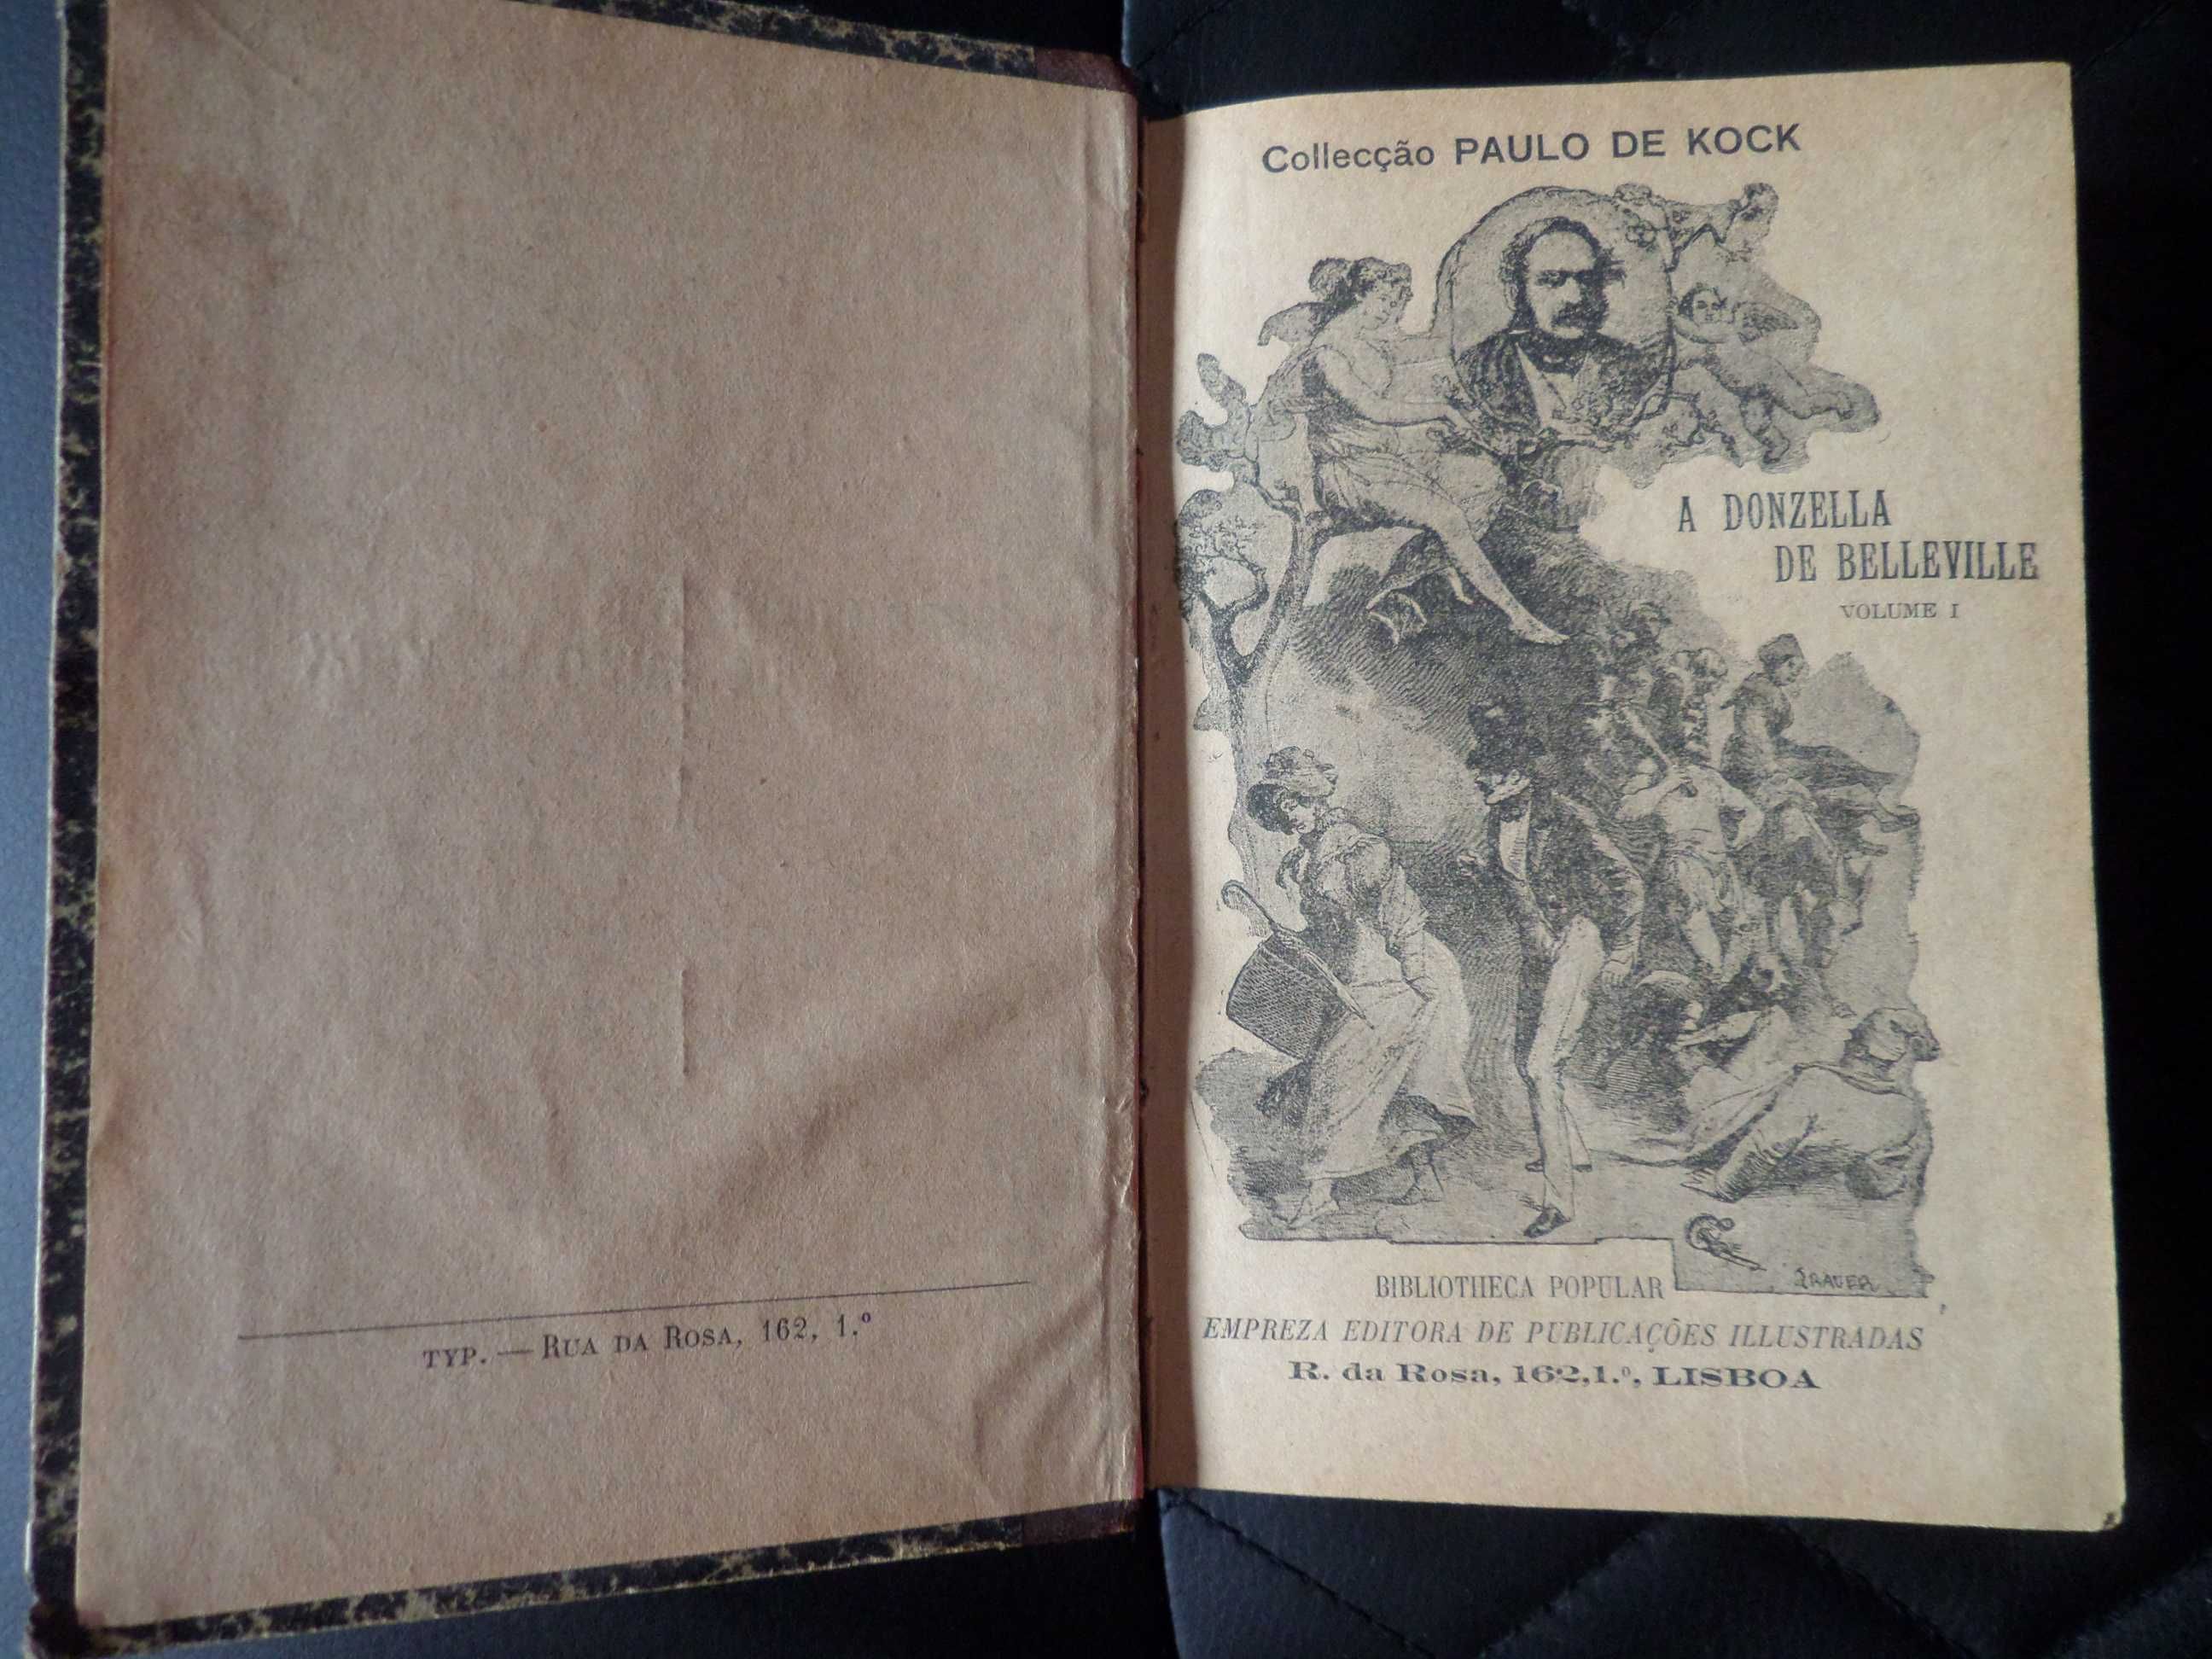 TYP. — RUA DA ROSA, 162, 1.º
Collecção PAULO DE KOCK
A DONZELLA
DE BELLEVILLE
VOLUME I
BIBLIOTHECA POPULAR
EMPREZA EDITORA DE PUBLICAÇÕES ILLUSTRADAS
R. da Rosa, 162,1.º, LISBOA